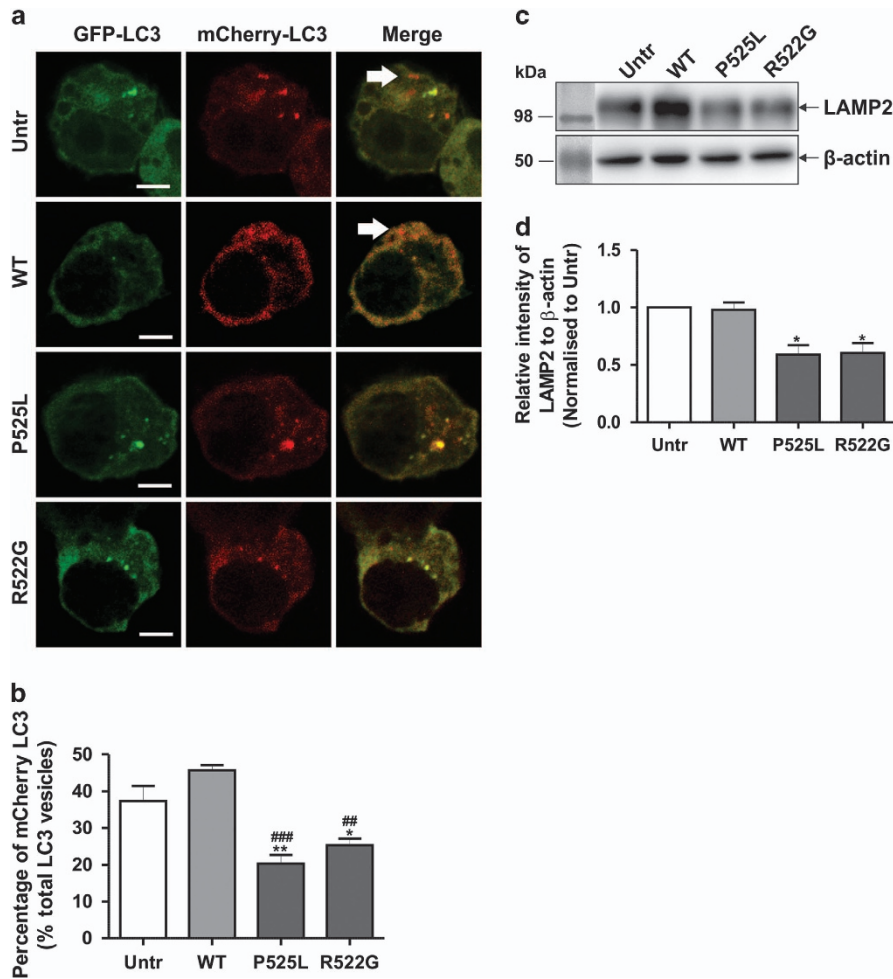 a
GFP-LC3 mCherry-LC3 Merge
Untr
WT
P525L
R522G
b
Percentage of mCherry LC3
(% total LC3 vesicles)
50
40
30
20
10
0
###
**
##
*
Untr WT P525L R522G
c
kDa
Untr WT P525L R522G
98
LAMP2
50
β-actin
d
Relative intensity of
LAMP2 to β-actin
(Normalised to Untr)
1.0
0.5
0.0
* *
Untr WT P525L R522G